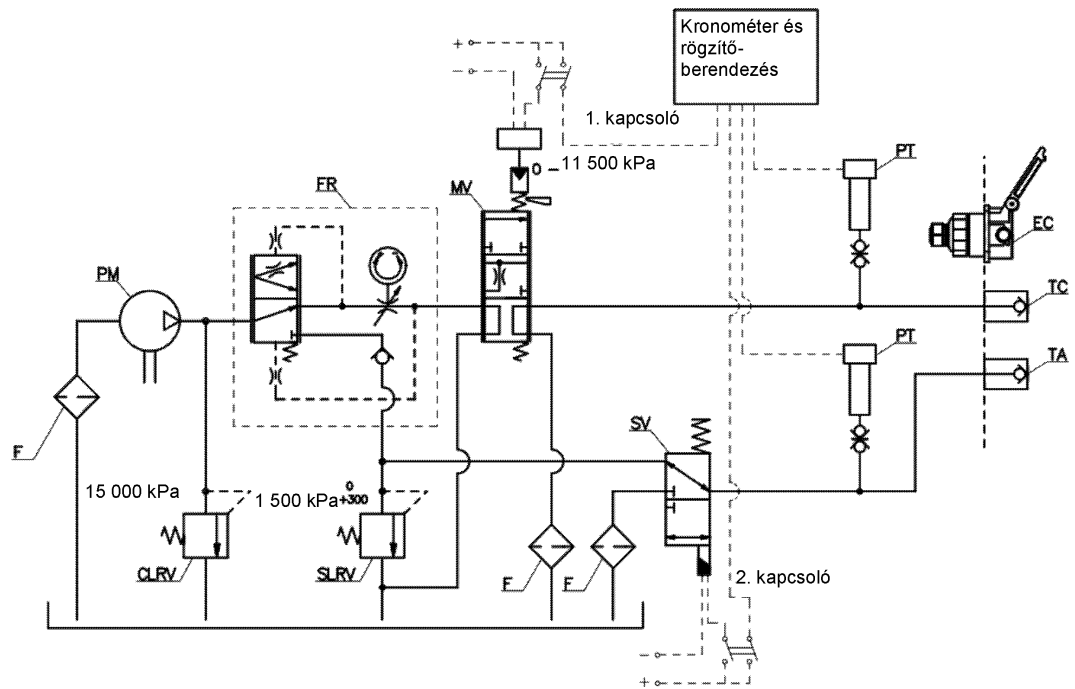 Kronométer és
rögzítő-
berendezés
+
–
1. kapcsoló
0 – 11 500 kPa
PT
FR
MV
EC
PM
TC
PT
TA
SV
F
15 000 kPa
1 500 kPa 0 +300
CLRV
SLRV
F
F
2. kapcsoló
–
+